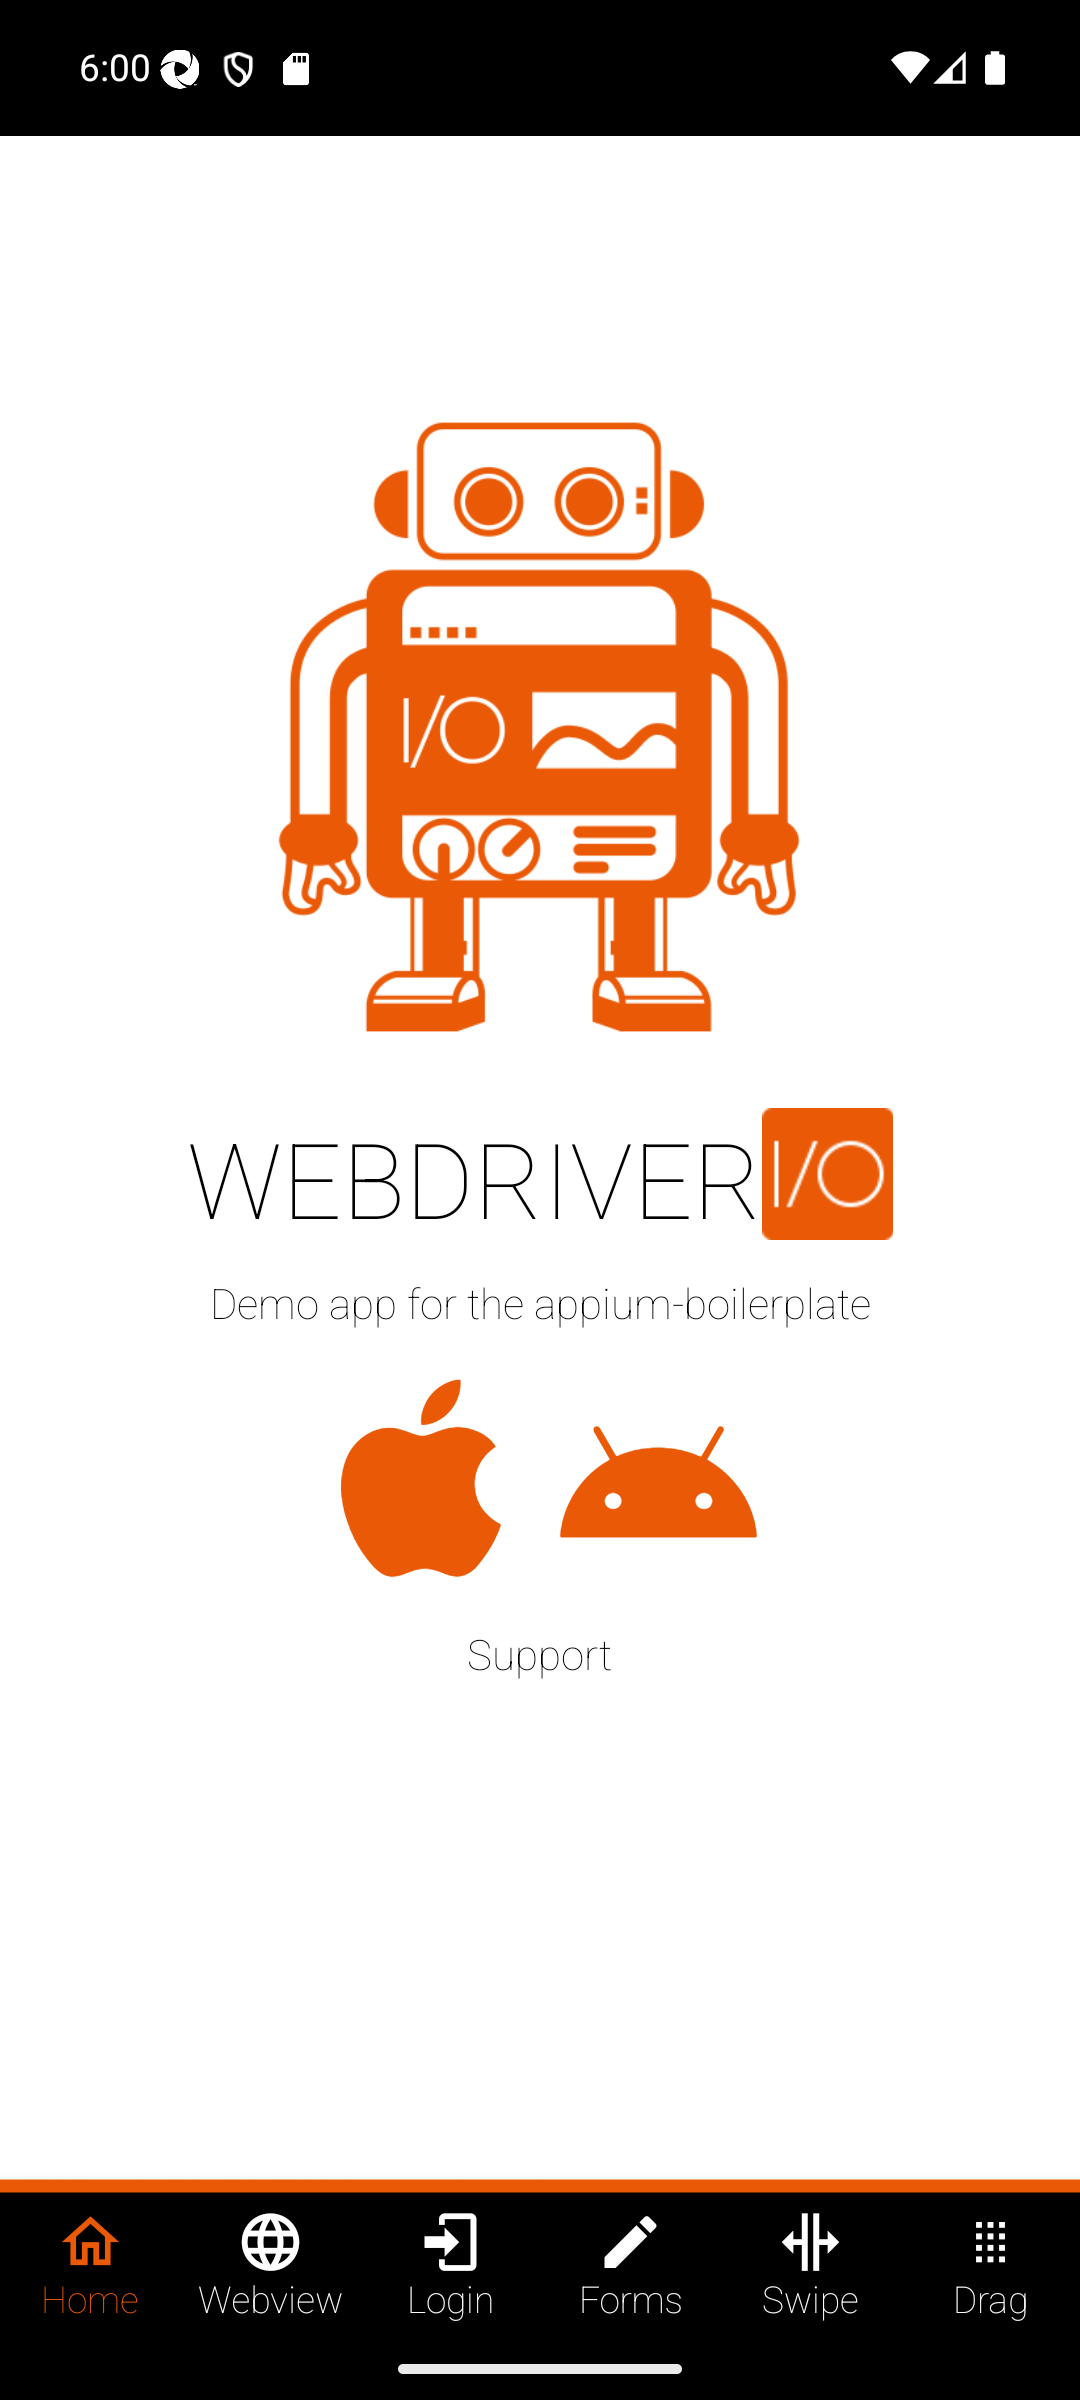 6:00
I/O
WEBDRIVER I/O
Demo app for the appium-boilerplate
Support
Home Webview Login Forms Swipe Drag